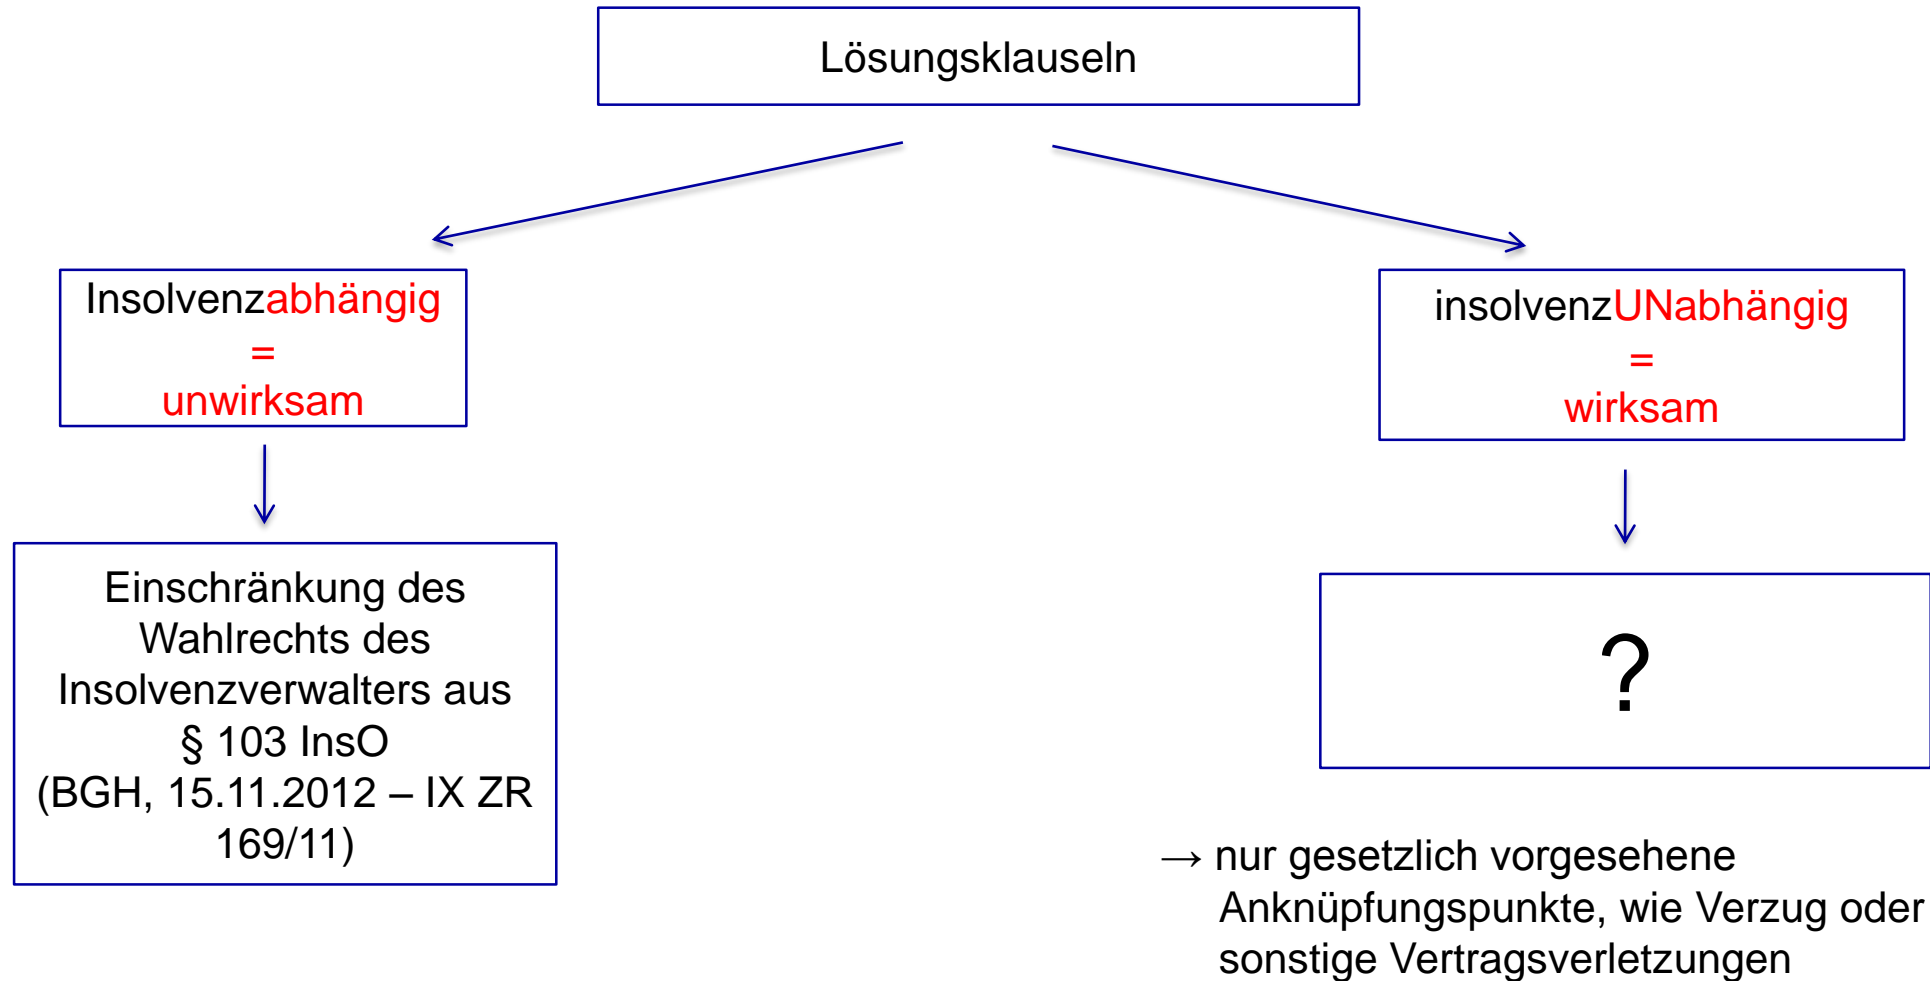 Lösungsklauseln
Insolvenzabhängig
=
unwirksam
insolvenzUNabhängig
=
wirksam
Einschränkung des
Wahlrechts des
Insolvenzverwalters aus
§ 103 InsO
(BGH, 15.11.2012 – IX ZR
169/11)
?
→ nur gesetzlich vorgesehene
Anknüpfungspunkte, wie Verzug oder
sonstige Vertragsverletzungen